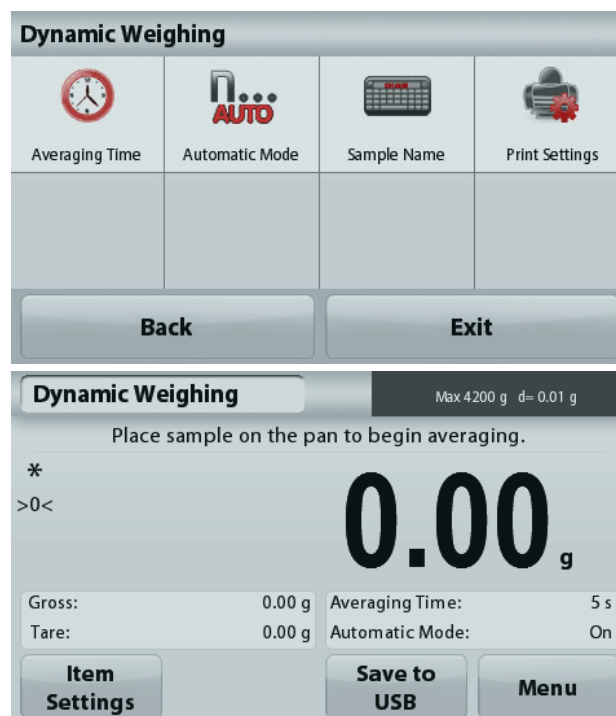 Dynamic Weighing
n...
AUTO
Averaging Time Automatic Mode Sample Name Print Settings
Back Exit
Dynamic Weighing Max 4200 g d= 0.01 g
Place sample on the pan to begin averaging.
*
>0<
0.00 g
Gross: 0.00 g Averaging Time: 5 s
Tare: 0.00 g Automatic Mode: On
Item Settings Save to USB Menu